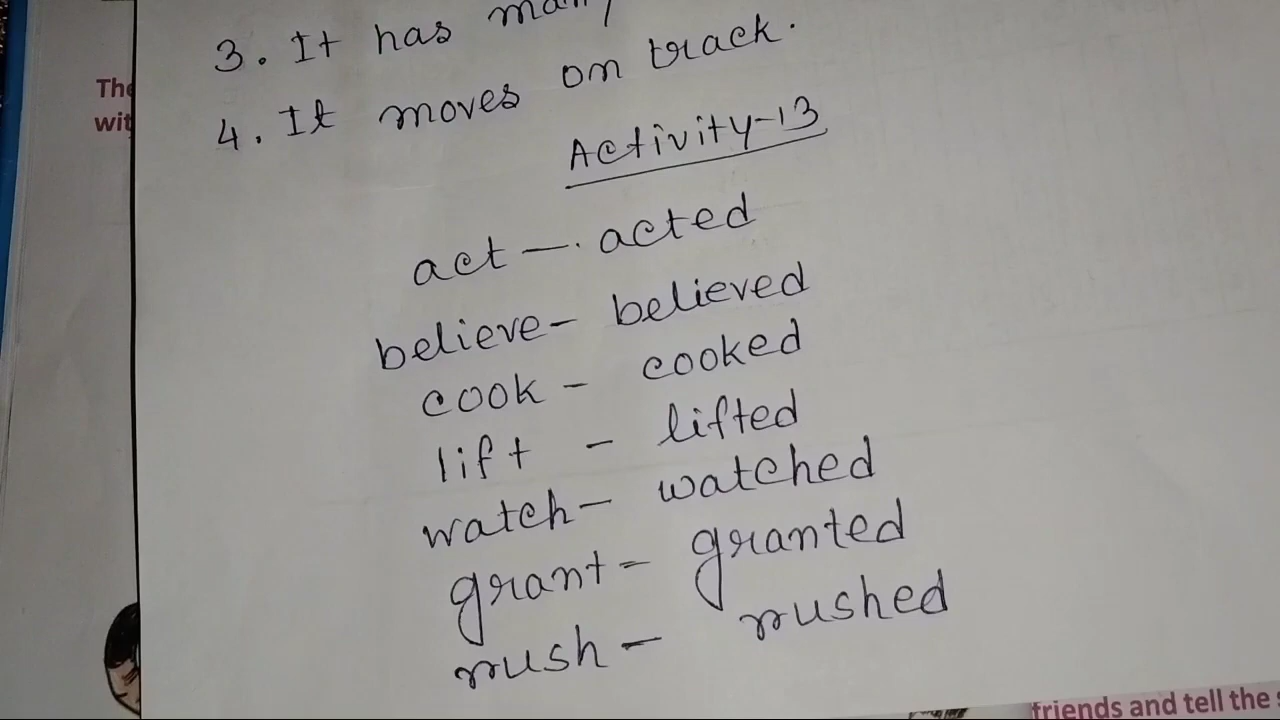 3. It has many
4. It moves on track.
Activity-13
act - acted
believe - believed
cook - cooked
lift - lifted
watch - watched
grant - granted
rush - rushed
The
wit
friends and tell the